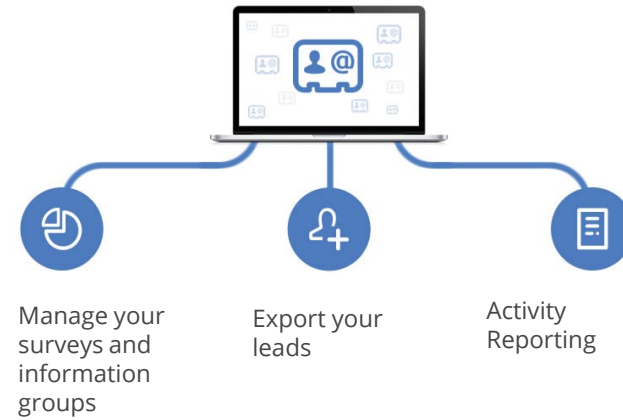 @
Manage your
surveys and
information
groups
Export your
leads
Activity
Reporting